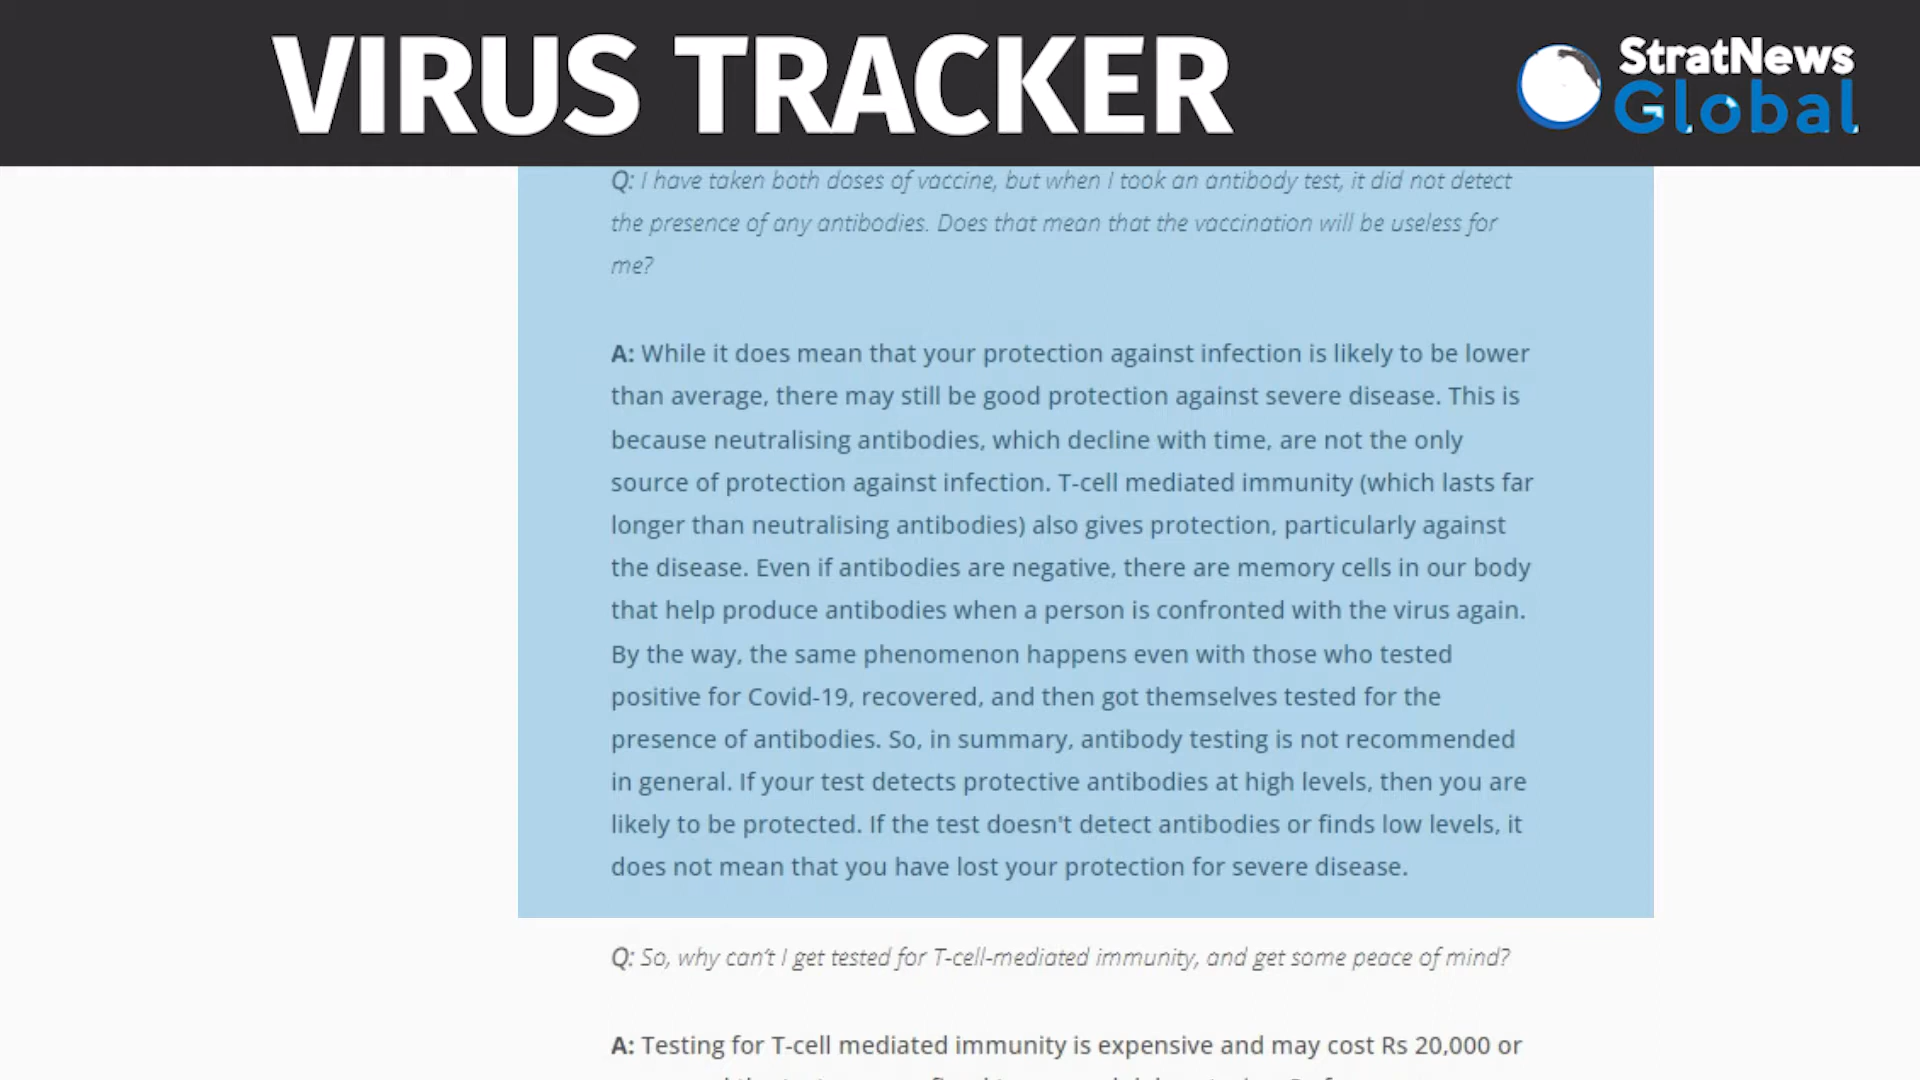 VIRUS TRACKER
StratNews
Global
Q: I have taken both doses of vaccine, but when I took an antibody test, it did not detect
the presence of any antibodies. Does that mean that the vaccination will be useless for
me?
A: While it does mean that your protection against infection is likely to be lower
than average, there may still be good protection against severe disease. This is
because neutralising antibodies, which decline with time, are not the only
source of protection against infection. T-cell mediated immunity (which lasts far
longer than neutralising antibodies) also gives protection, particularly against
the disease. Even if antibodies are negative, there are memory cells in our body
that help produce antibodies when a person is confronted with the virus again.
By the way, the same phenomenon happens even with those who tested
positive for Covid-19, recovered, and then got themselves tested for the
presence of antibodies. So, in summary, antibody testing is not recommended
in general. If your test detects protective antibodies at high levels, then you are
likely to be protected. If the test doesn't detect antibodies or finds low levels, it
does not mean that you have lost your protection for severe disease.
Q: So, why can't I get tested for T-cell-mediated immunity, and get some peace of mind?
A: Testing for T-cell mediated immunity is expensive and may cost Rs 20,000 or